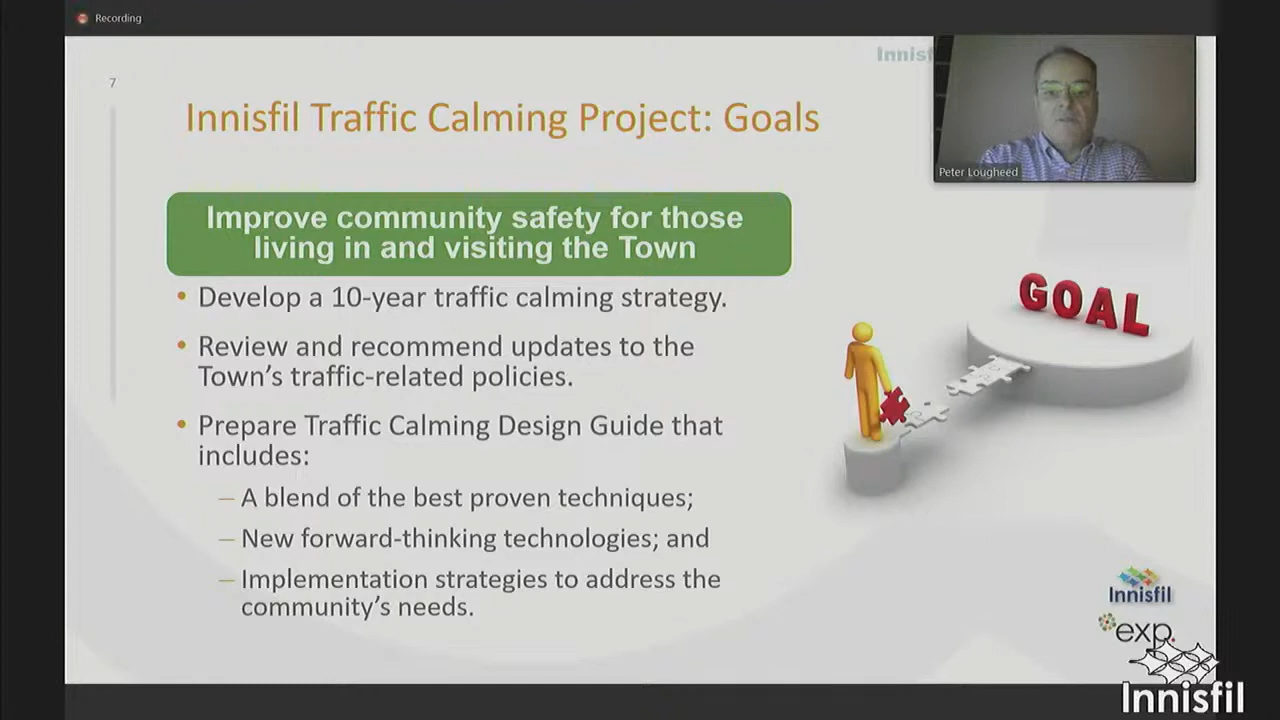 Recording
7
Innisf
Innisfil Traffic Calming Project: Goals
Peter Lougheed
Improve community safety for those
living in and visiting the Town
• Develop a 10-year traffic calming strategy.
• Review and recommend updates to the
Town's traffic-related policies.
• Prepare Traffic Calming Design Guide that
includes:
– A blend of the best proven techniques;
– New forward-thinking technologies; and
– Implementation strategies to address the
community's needs.
GOAL
Innisfil
exp.
Innisfil